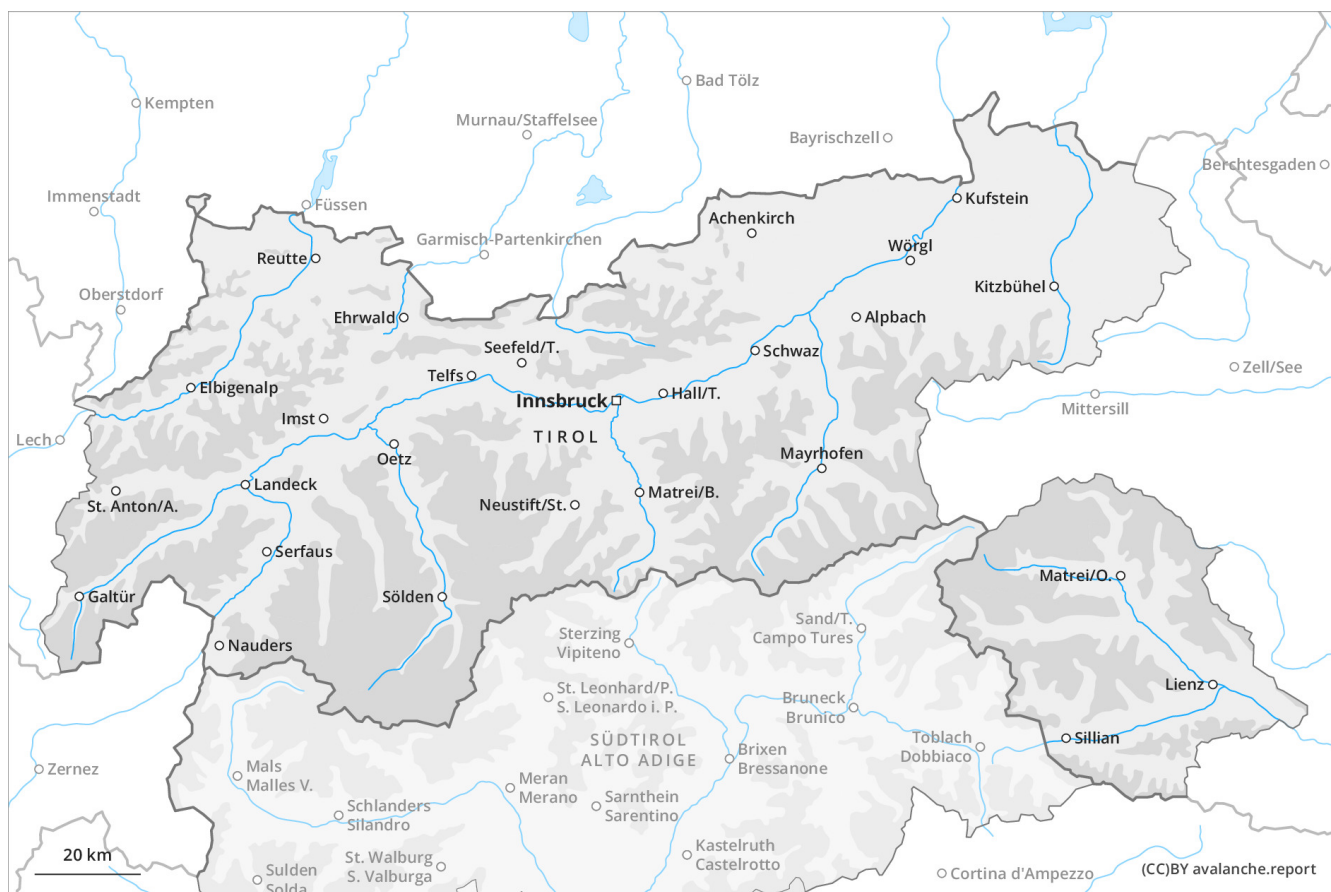 Bad Tölz
Kempten
Murnau/Staffelsee
Bayrischzell
Berchtesgaden
Immenstadt
Füssen
Kufstein
Achenkirch
Garmisch-Partenkirchen
Wörgl
Reutte
Kitzbühel
Oberstdorf
Ehrwald
Alpbach
Seefeld/T.
Schwaz
Zell/See
Telfs
Elbigenalp
Innsbruck
Hall/T.
Mittersill
Imst
TIROL
Lech
Oetz
Mayrhofen
Landeck
St. Anton/A.
Neustift/St.
Matrei/B.
Serfaus
Matrei/O.
Galtür
Sölden
Sand/T.
Campo Tures
Sterzing
Vipiteno
Nauders
Lienz
St. Leonhard/P.
S. Leonardo i. P.
Bruneck
Brunico
Sillian
SÜDTIROL
ALTO ADIGE
Toblach
Dobbiaco
Brixen
Bressanone
Zernez
Mals
Malles V.
Meran
Merano
Sarnthein
Sarentino
Schlanders
Silandro
Kastelruth
Castelrotto
20 km
St. Walburg
S. Valburga
Sulden
Solda
Cortina d'Ampezzo
(CC)BY avalanche.report